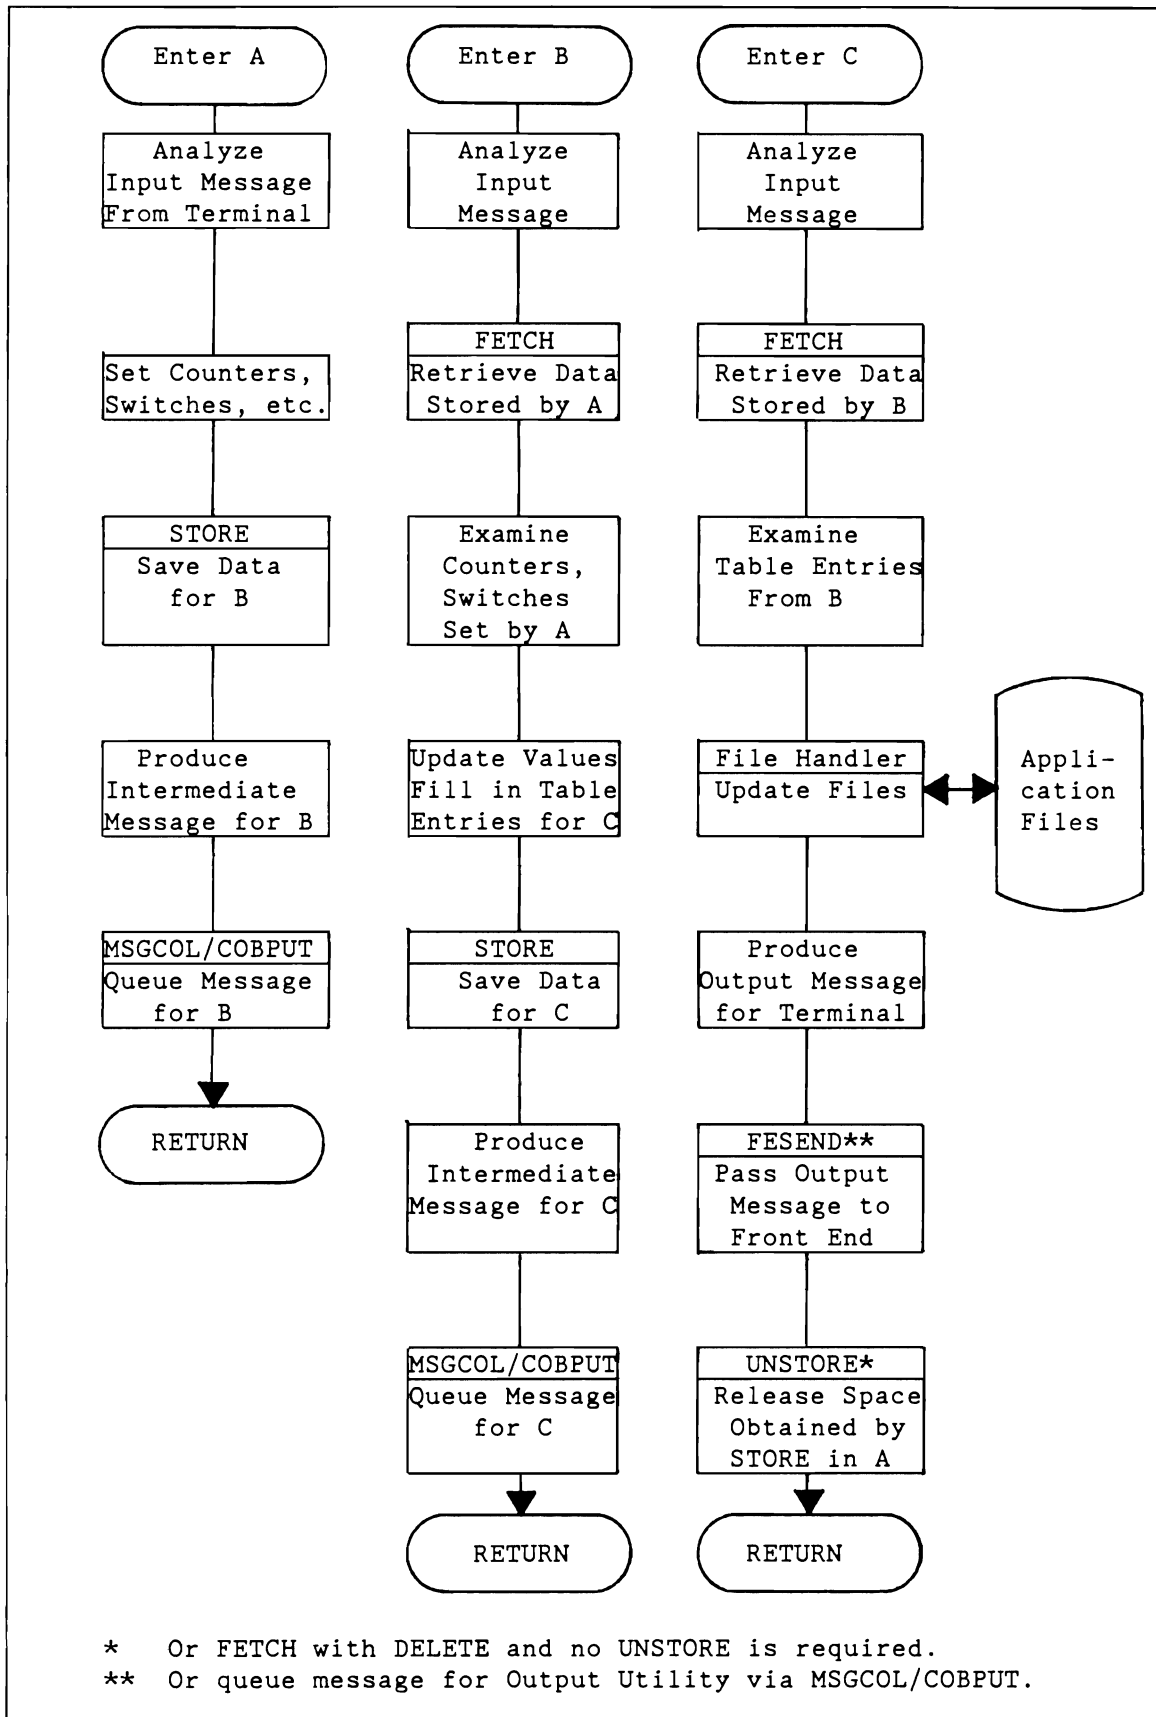 Enter A
Analyze
Input Message
From Terminal
Set Counters,
Switches, etc.
STORE
Save Data
for B
Produce
Intermediate
Message for B
MSGCOL/COBPUT
Queue Message
for B
RETURN
Enter B
Analyze
Input
Message
FETCH
Retrieve Data
Stored by A
Examine
Counters,
Switches
Set by A
Update Values
Fill in Table
Entries for C
STORE
Save Data
for C
Produce
Intermediate
Message for C
MSGCOL/COBPUT
Queue Message
for C
RETURN
Enter C
Analyze
Input
Message
FETCH
Retrieve Data
Stored by B
Examine
Table Entries
From B
File Handler
Update Files
Appli-
cation
Files
Produce
Output Message
for Terminal
FESEND**
Pass Output
Message to
Front End
UNSTORE*
Release Space
Obtained by
STORE in A
RETURN
* Or FETCH with DELETE and no UNSTORE is required.
** Or queue message for Output Utility via MSGCOL/COBPUT.